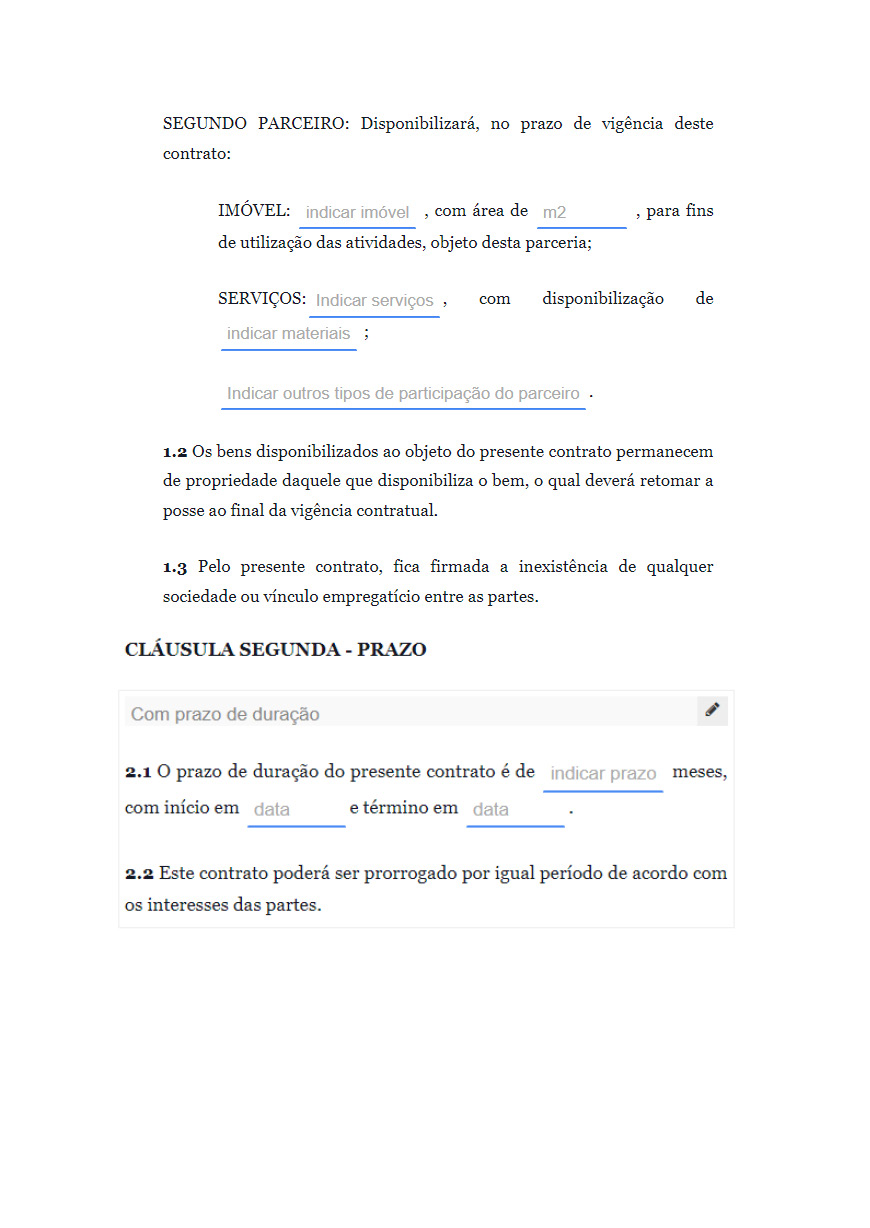 SEGUNDO PARCEIRO: Disponibilizará, no prazo de vigência deste
contrato:
IMÓVEL: indicar imóvel , com área de m2 , para fins
de utilização das atividades, objeto desta parceria;
SERVIÇOS: Indicar serviços , com disponibilização de
indicar materiais ;
Indicar outros tipos de participação do parceiro .
1.2 Os bens disponibilizados ao objeto do presente contrato permanecem
de propriedade daquele que disponibiliza o bem, o qual deverá retomar a
posse ao final da vigência contratual.
1.3 Pelo presente contrato, fica firmada a inexistência de qualquer
sociedade ou vínculo empregatício entre as partes.
CLÁUSULA SEGUNDA - PRAZO
Com prazo de duração
2.1 O prazo de duração do presente contrato é de indicar prazo meses,
com início em data e término em data .
2.2 Este contrato poderá ser prorrogado por igual período de acordo com
os interesses das partes.